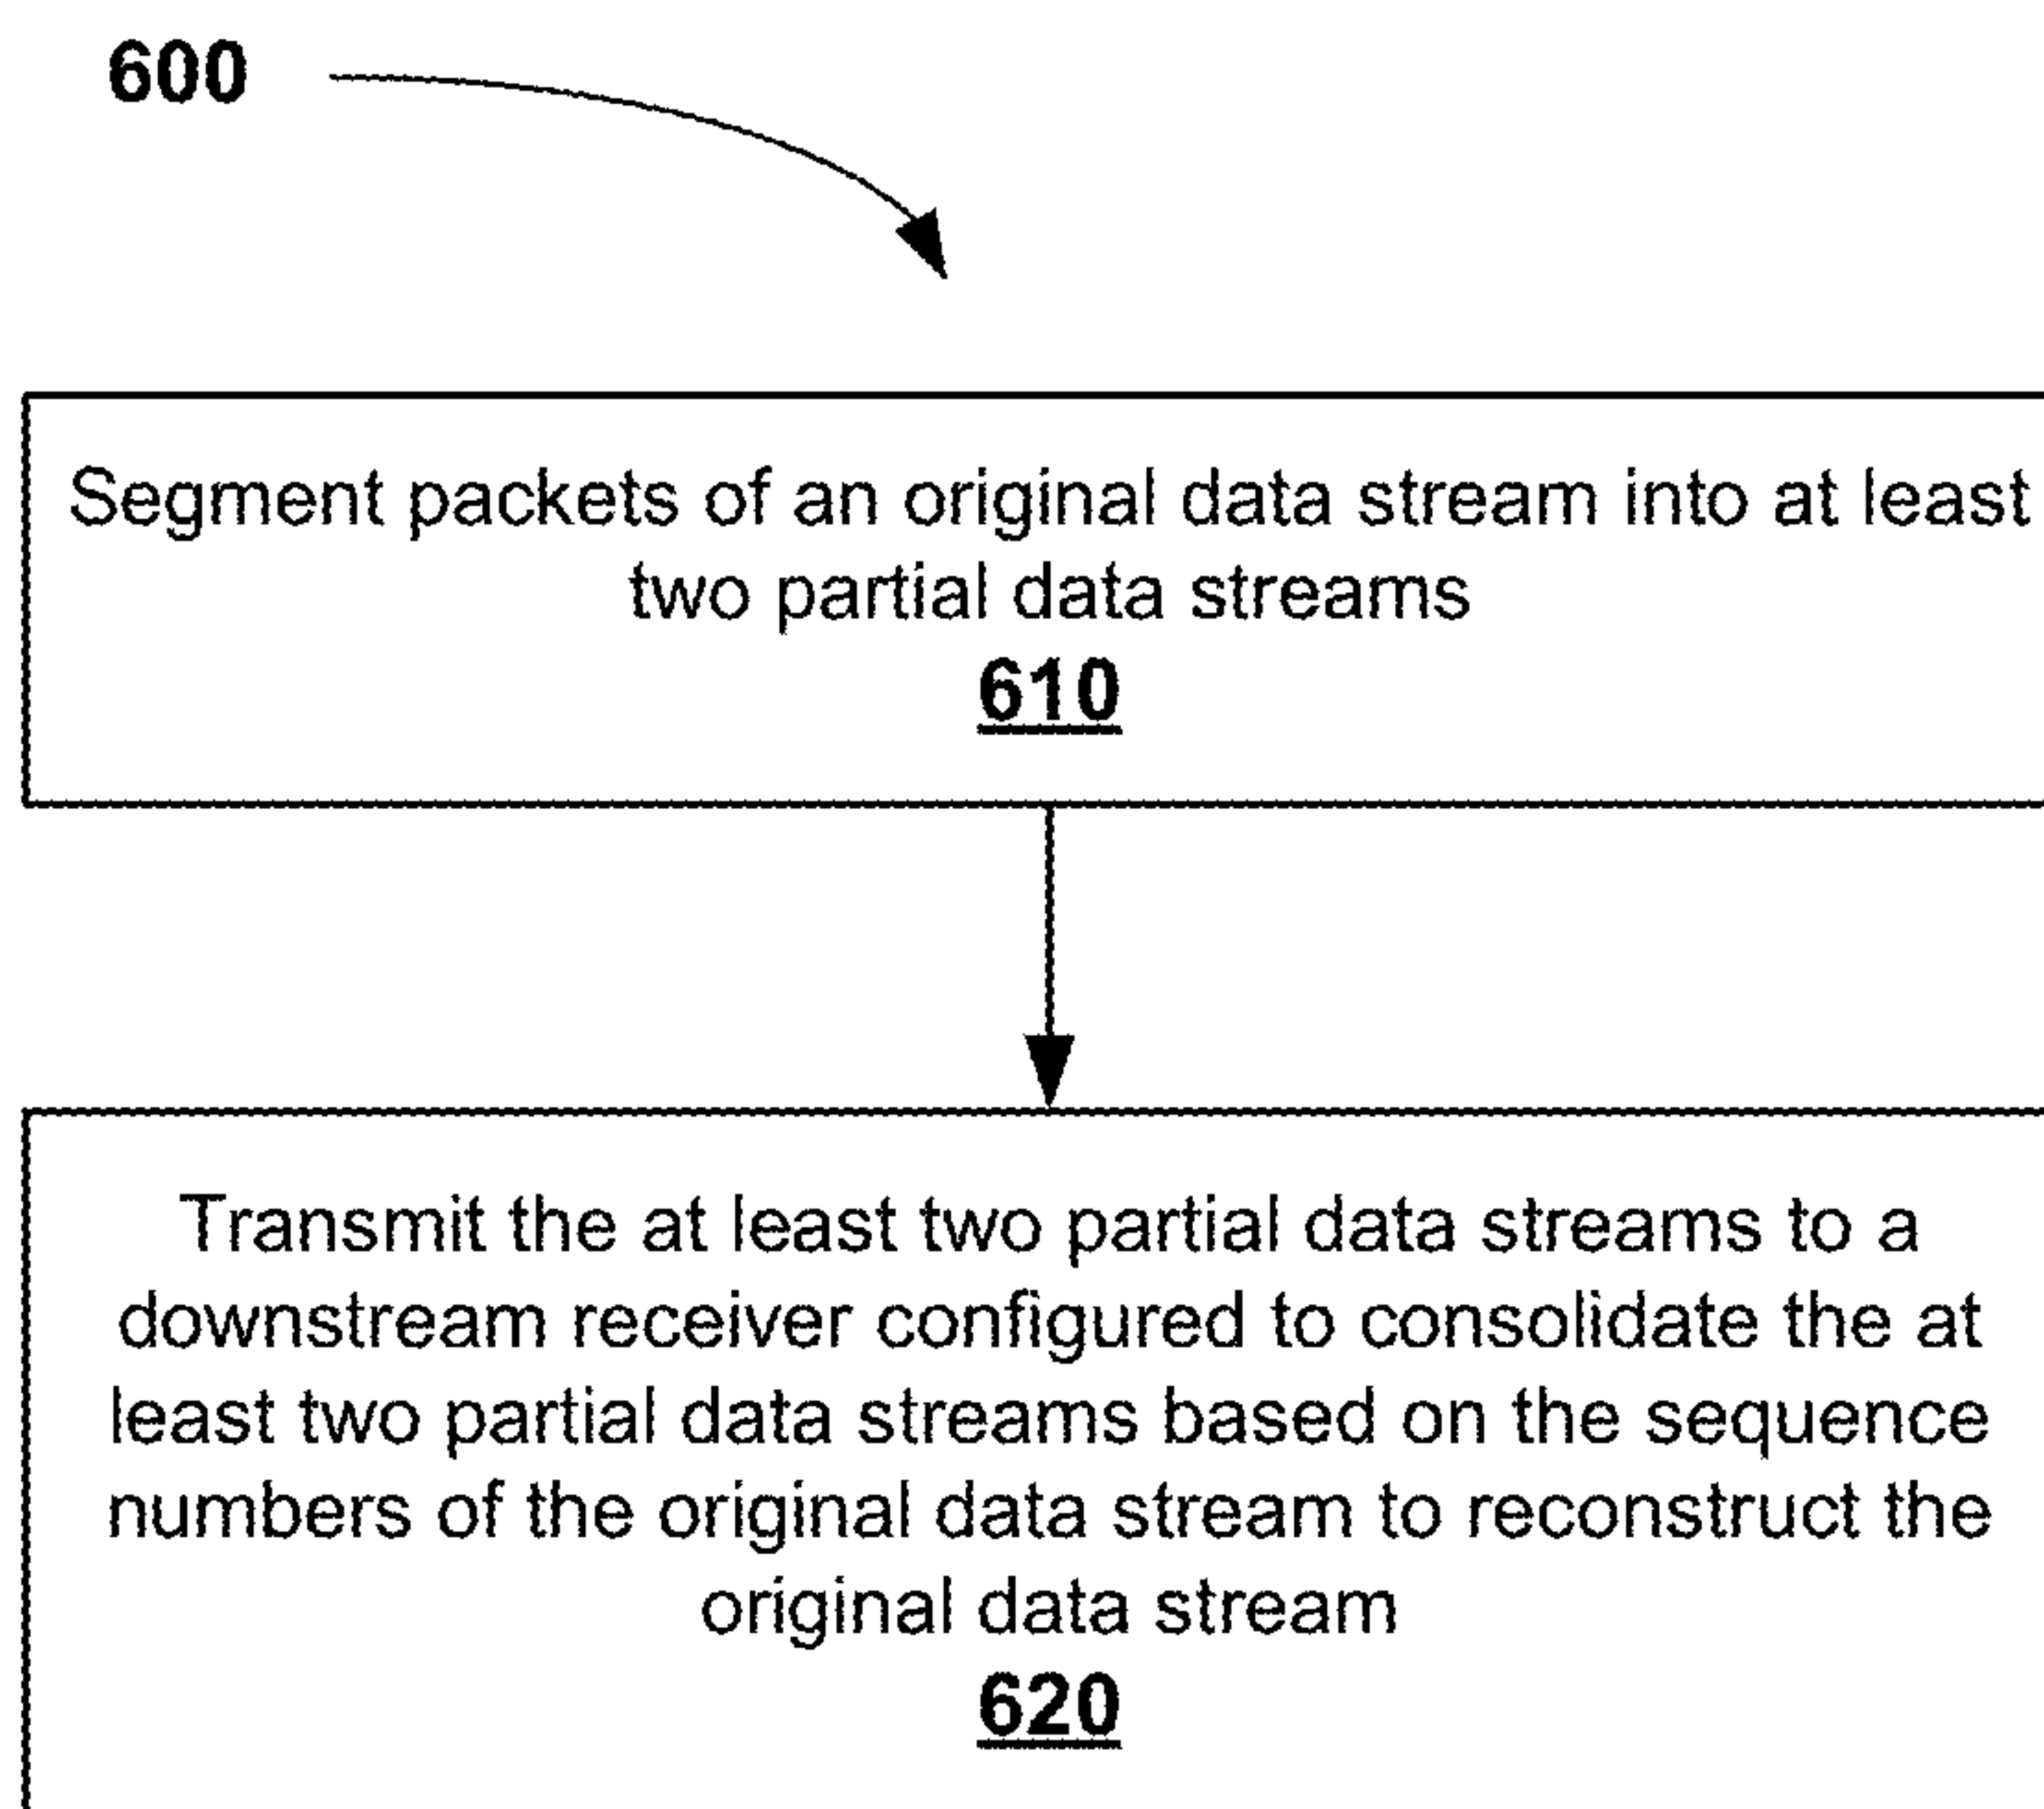 600
Segment packets of an original data stream into at least
two partial data streams
610
Transmit the at least two partial data streams to a
downstream receiver configured to consolidate the at
least two partial data streams based on the sequence
numbers of the original data stream to reconstruct the
original data stream
620